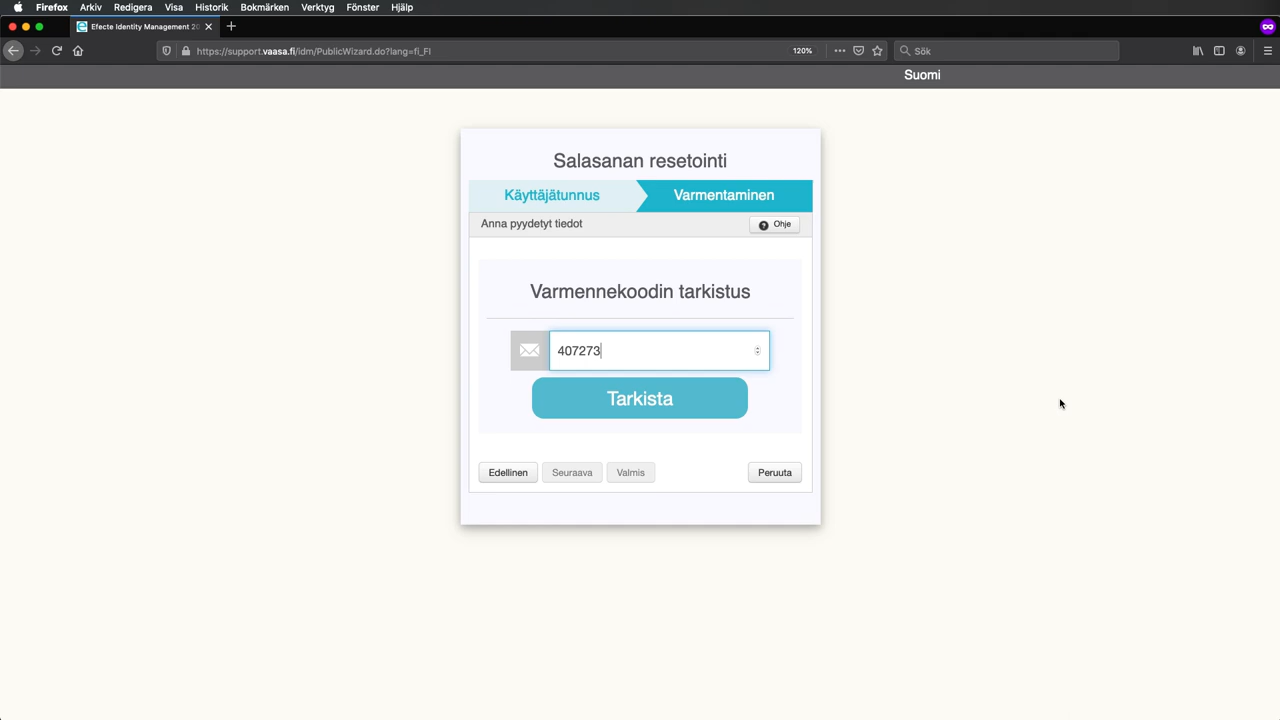 Firefox Arkiv Redigera Visa Historik Bokmärken Verktyg Fönster Hjälp
Efecte Identity Management 20
https://support.vaasa.fi/idm/PublicWizard.do?lang=fi_FI
120%
Sök
Suomi
Salasanan resetointi
Käyttäjätunnus
Varmentaminen
Anna pyydetyt tiedot
Ohje
Varmennekoodin tarkistus
407273
Tarkista
Edellinen Seuraava Valmis Peruuta